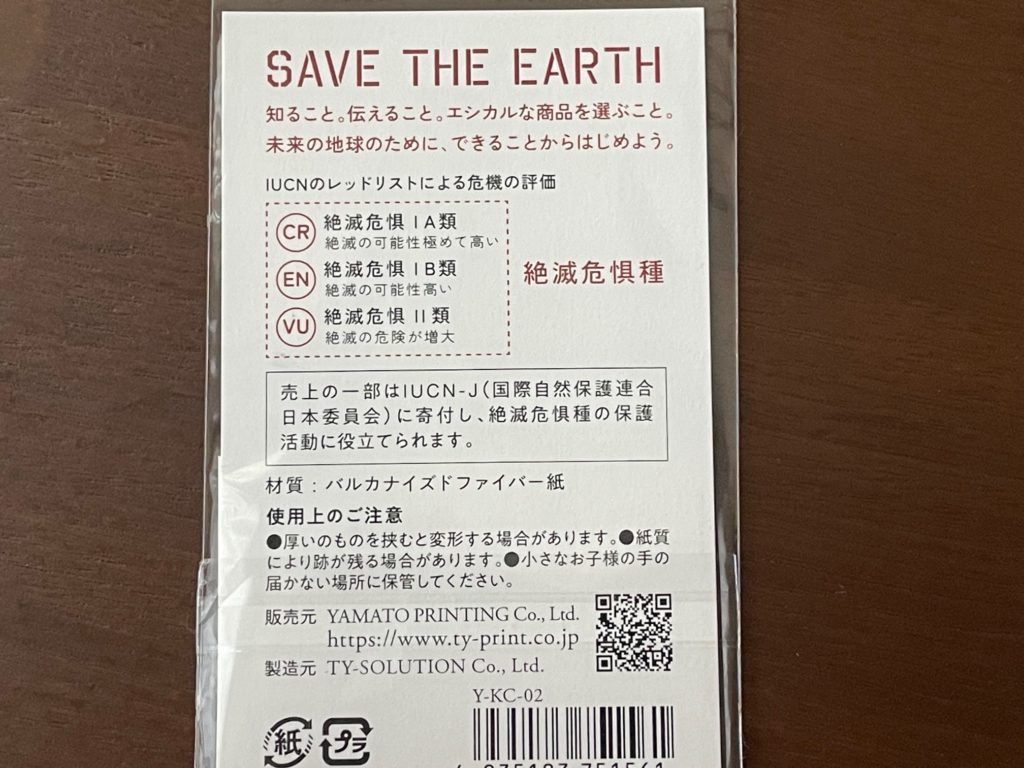 SAVE THE EARTH
知ること。伝えること。エシカルな商品を選ぶこと。
未来の地球のために、できることからはじめよう。
IUCNのレッドリストによる危機の評価
CR 絶滅危惧ⅠA類
絶滅の可能性極めて高い
EN 絶滅危惧ⅠB類
絶滅の可能性高い
VU 絶滅危惧Ⅱ類
絶滅の危険が増大
絶滅危惧種
売上の一部はIUCN-J(国際自然保護連合
日本委員会)に寄付し、絶滅危惧種の保護
活動に役立てられます。
材質：バルカナイズドファイバー紙
使用上のご注意
●厚いのものを挟むと変形する場合があります。●紙質
により跡が残る場合があります。●小さなお子様の手の
届かない場所に保管してください。
販売元 YAMATO PRINTING Co., Ltd.
https://www.ty-print.co.jp
製造元 TY-SOLUTION Co., Ltd.
Y-KC-02
紙 プラ